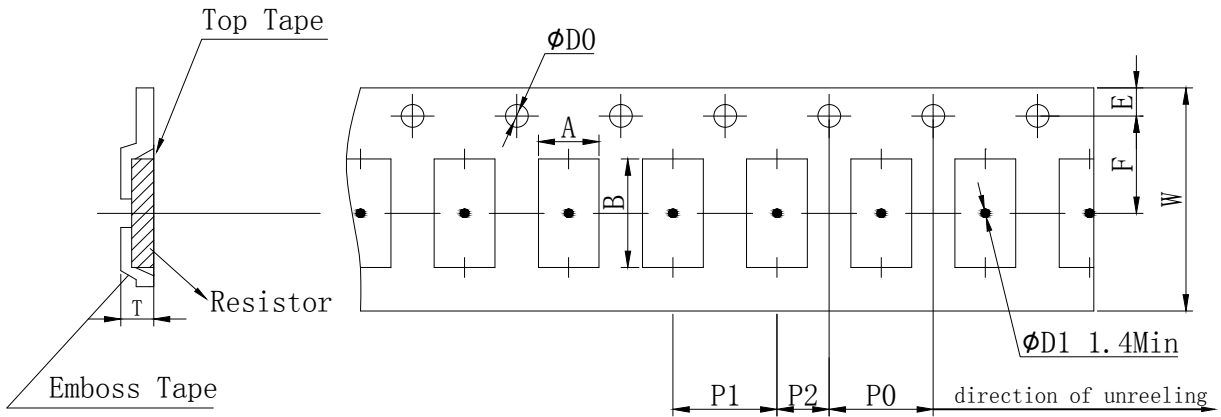 Top Tape
ΦD0
A
E
F
B
W
Resistor
T
ΦD1 1.4Min
Emboss Tape
P1
P2
P0
direction of unreeling